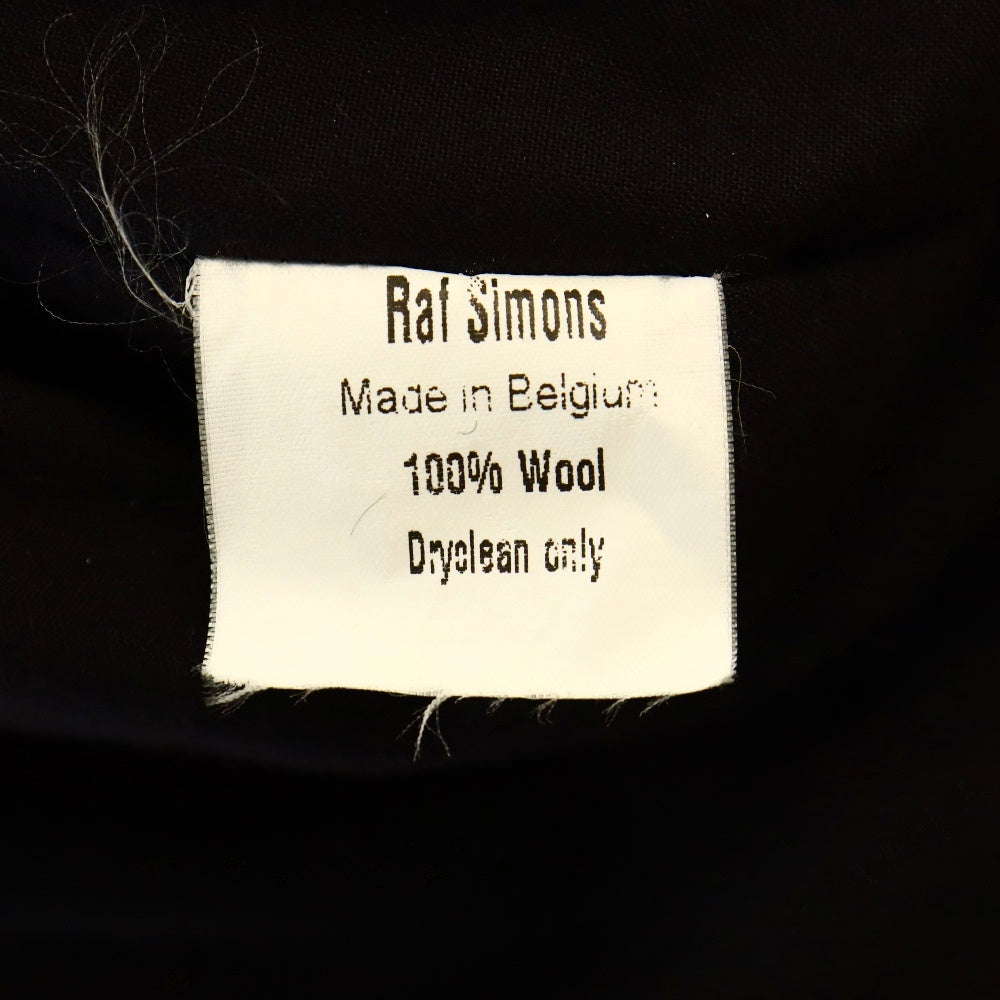 Raf Simons
Made in Belgium
100% Wool
Dryclean only